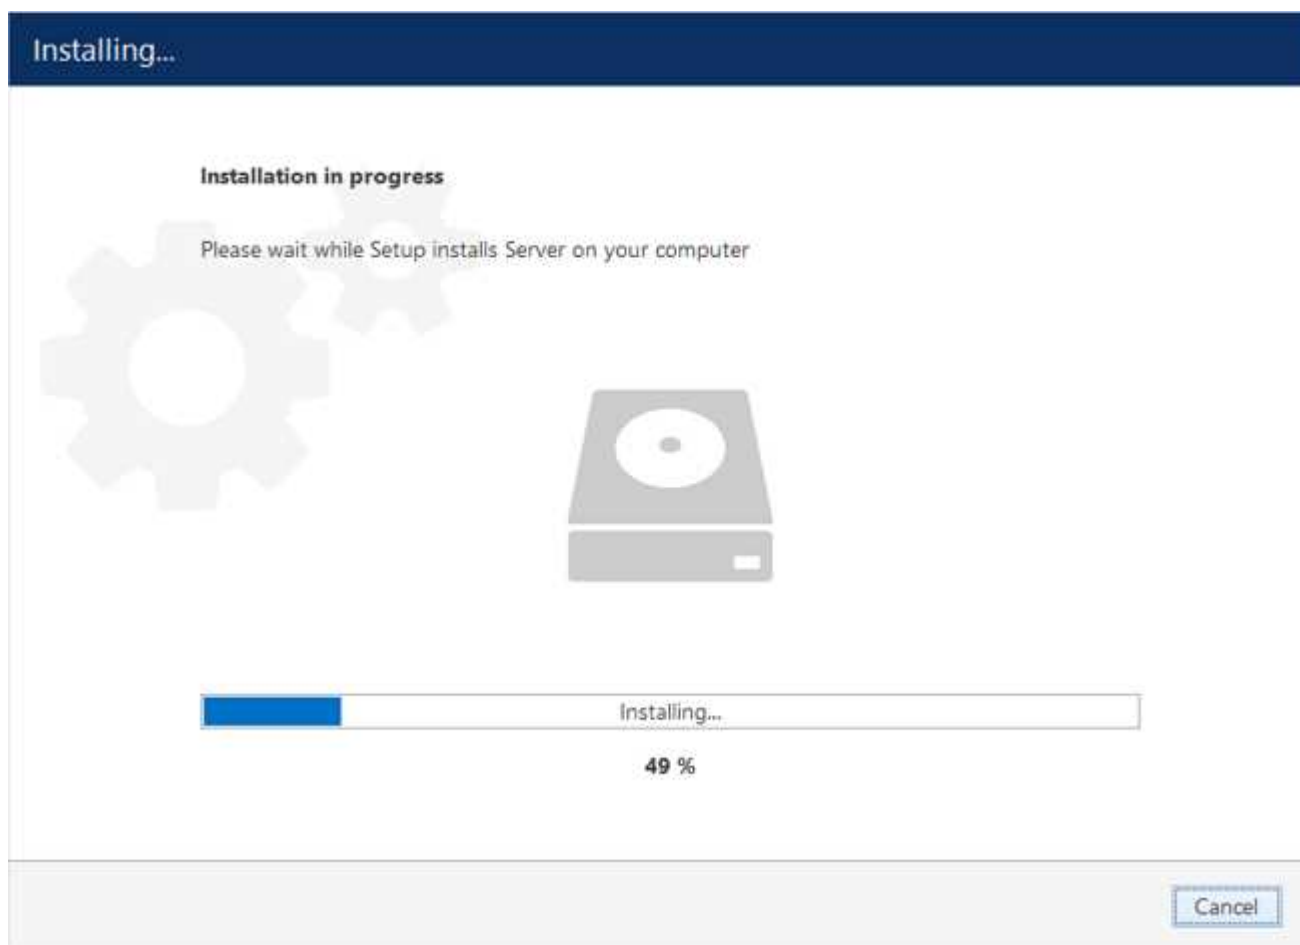 Installing...
Installation in progress
Please wait while Setup installs Server on your computer
Installing...
49 %
Cancel